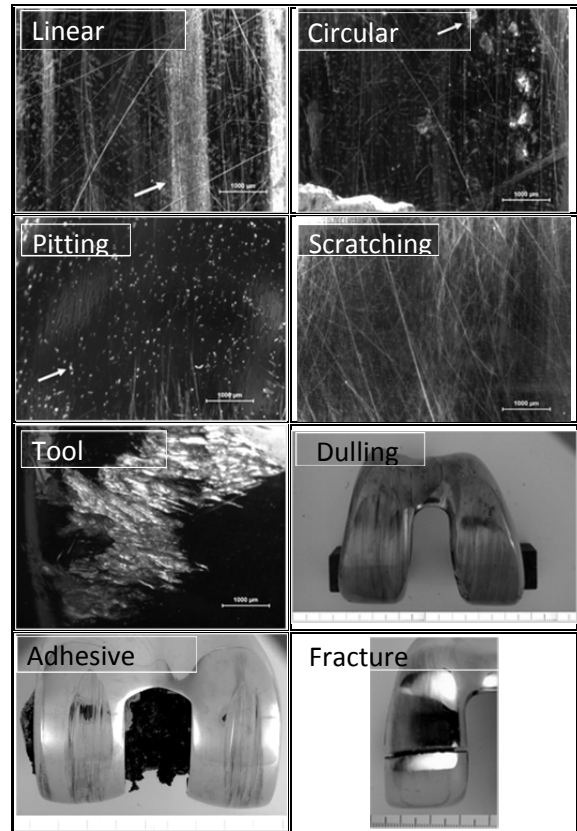 Linear
Circular
1000 µm
1000 µm
Pitting
Scratching
1000 µm
1000 µm
Tool
Dulling
1000 µm
Adhesive
Fracture